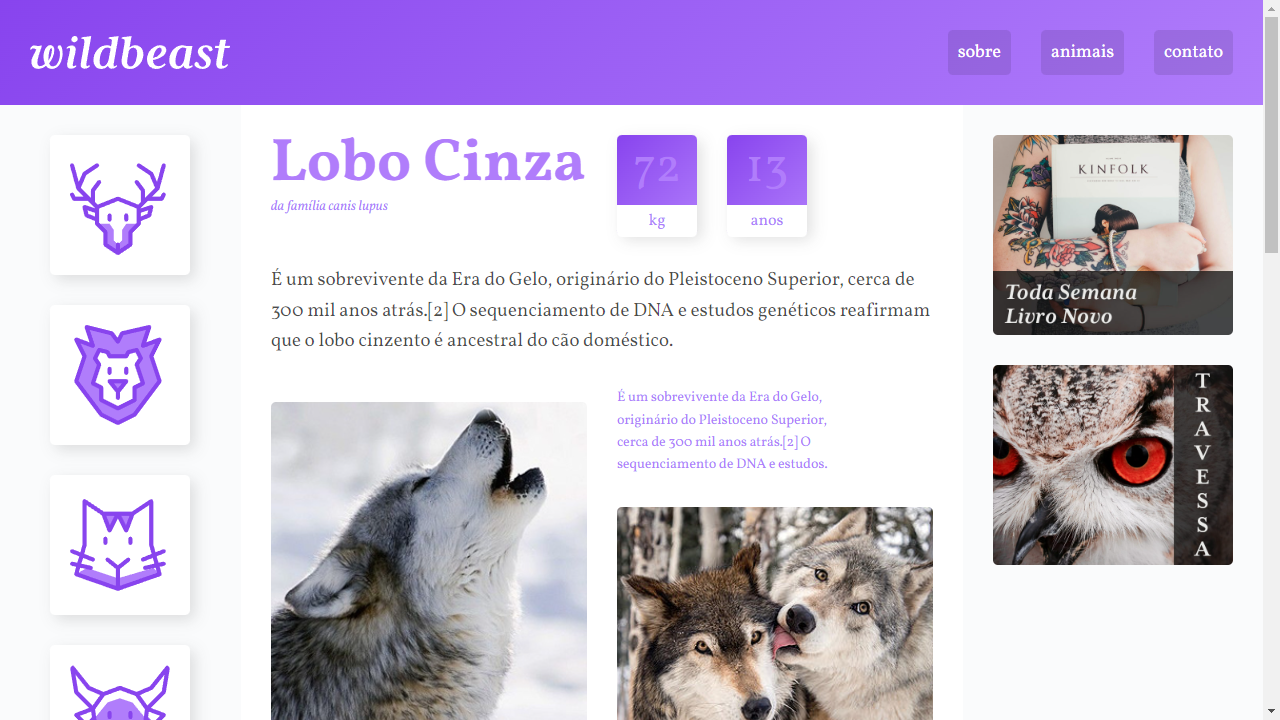 wildbeast
sobre
animais
contato
Lobo Cinza
da família canis lupus
72
kg
13
anos
É um sobrevivente da Era do Gelo, originário do Pleistoceno Superior, cerca de
300 mil anos atrás.[2] O sequenciamento de DNA e estudos genéticos reafirmam
que o lobo cinzento é ancestral do cão doméstico.
É um sobrevivente da Era do Gelo,
originário do Pleistoceno Superior,
cerca de 300 mil anos atrás.[2] O
sequenciamento de DNA e estudos.
KINFOLK
Toda Semana
Livro Novo
TRAVESSA